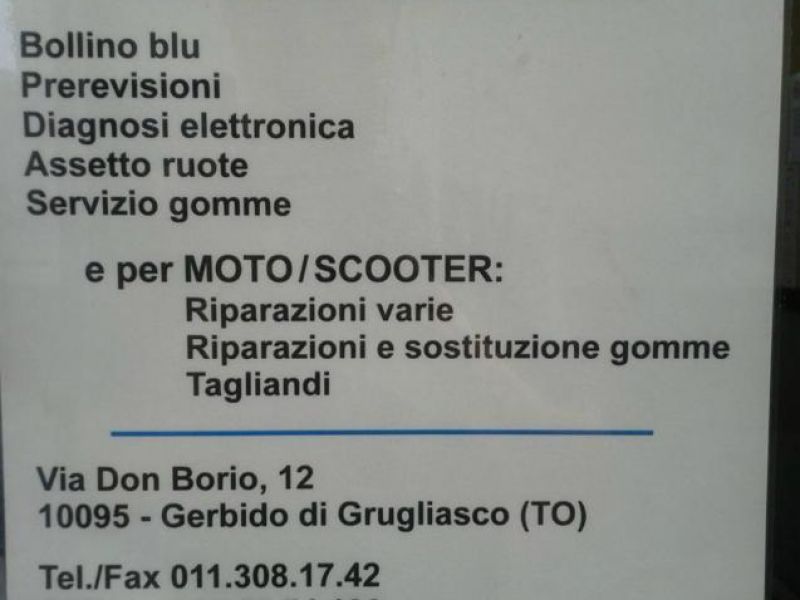 Bollino blu
Prerevisioni
Diagnosi elettronica
Assetto ruote
Servizio gomme
e per MOTO/SCOOTER:
Riparazioni varie
Riparazioni e sostituzione gomme
Tagliandi
Via Don Borio, 12
10095 - Gerbido di Grugliasco (TO)
Tel./Fax 011.308.17.42